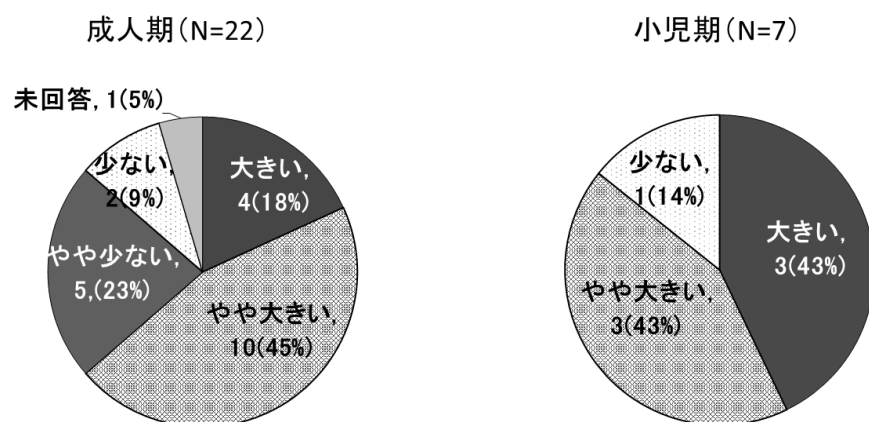 成人期(N=22)
未回答, 1(5%)
大きい,
4(18%)
やや大きい,
10(45%)
やや少ない,
5,(23%)
少ない,
2(9%)
小児期(N=7)
大きい,
3(43%)
やや大きい,
3(43%)
少ない,
1(14%)